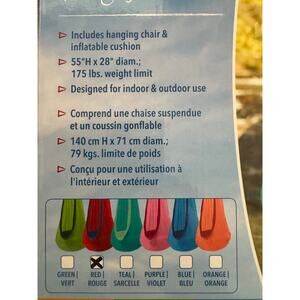 Includes hanging chair &
inflatable cushion
55"H x 28" diam.;
175 lbs. weight limit
Designed for indoor & outdoor use
Comprend une chaise suspendue
et un coussin gonflable
140 cm H x 71 cm diam.;
79 kgs. limite de poids
Conçu pour une utilisation à
l'intérieur et extérieur
GREEN | VERT
RED | ROUGE
TEAL | SARCELLE
PURPLE | VIOLET
BLUE | BLEU
ORANGE | ORANGE